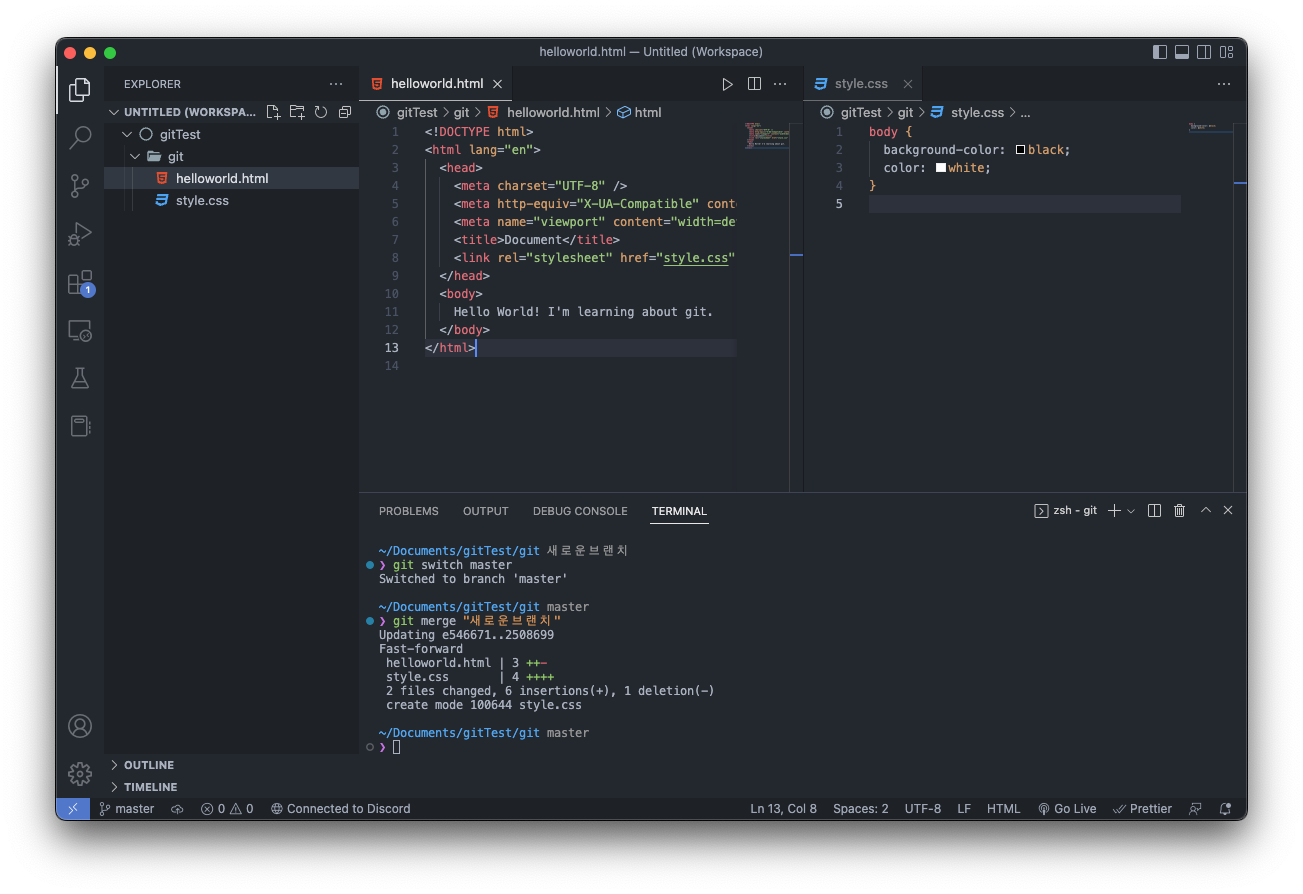 helloworld.html — Untitled (Workspace)
EXPLORER
UNTITLED (WORKSPA...
gitTest
git
helloworld.html
style.css
OUTLINE
TIMELINE
1
helloworld.html
gitTest > git > helloworld.html > html
1 <!DOCTYPE html>
2 <html lang="en">
3 <head>
4 <meta charset="UTF-8" />
5 <meta http-equiv="X-UA-Compatible" conte
6 <meta name="viewport" content="width=de
7 <title>Document</title>
8 <link rel="stylesheet" href="style.css"
9 </head>
10 <body>
11 Hello World! I'm learning about git.
12 </body>
13 </html>
14
style.css
gitTest > git > style.css > ...
1 body {
2 background-color: black;
3 color: white;
4 }
5
PROBLEMS OUTPUT DEBUG CONSOLE TERMINAL
zsh - git
~/Documents/gitTest/git 새로운브랜치
❯ git switch master
Switched to branch 'master'
~/Documents/gitTest/git master
❯ git merge "새로운브랜치"
Updating e546671..2508699
Fast-forward
helloworld.html | 3 ++-
style.css | 4 ++++
2 files changed, 6 insertions(+), 1 deletion(-)
create mode 100644 style.css
~/Documents/gitTest/git master
❯
master 0 0 Connected to Discord Ln 13, Col 8 Spaces: 2 UTF-8 LF HTML Go Live Prettier